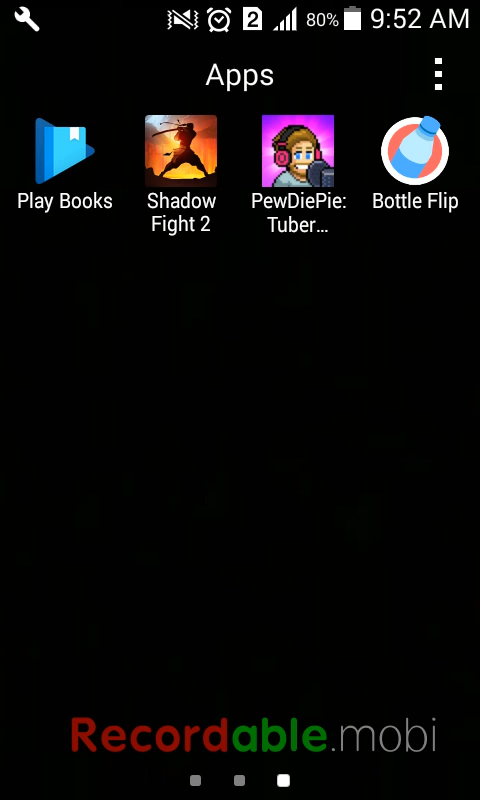 2 80% 9:52 AM
Apps
Play Books
Shadow
Fight 2
PewDiePie:
Tuber…
Bottle Flip
Recordable.mobi